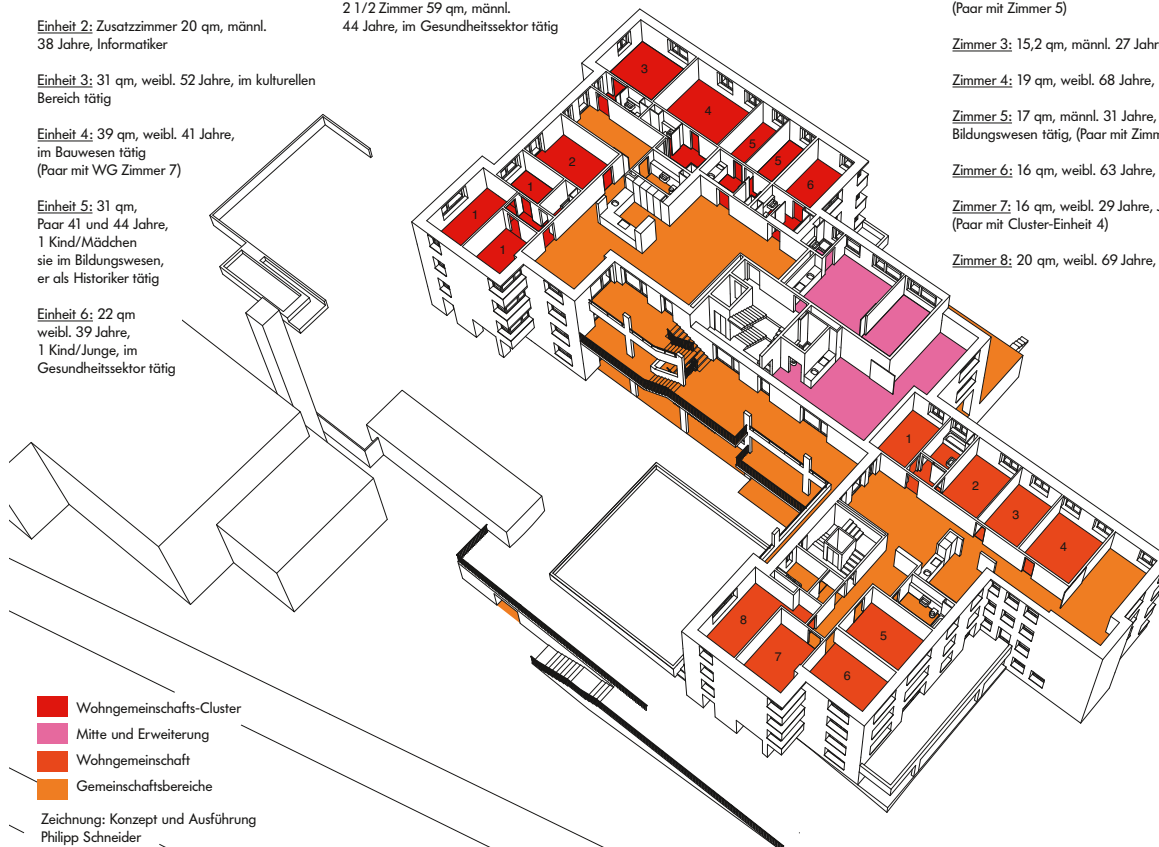 Einheit 2: Zusatzzimmer 20 qm, männl.
38 Jahre, Informatiker
Einheit 3: 31 qm, weibl. 52 Jahre, im kulturellen
Bereich tätig
Einheit 4: 39 qm, weibl. 41 Jahre,
im Bauwesen tätig
(Paar mit WG Zimmer 7)
Einheit 5: 31 qm,
Paar 41 und 44 Jahre,
1 Kind/Mädchen
sie im Bildungswesen,
er als Historiker tätig
Einheit 6: 22 qm
weibl. 39 Jahre,
1 Kind/Junge, im
Gesundheitssektor tätig
2 1/2 Zimmer 59 qm, männl.
44 Jahre, im Gesundheitssektor tätig
(Paar mit Zimmer 5)
Zimmer 3: 15,2 qm, männl. 27 Jahr
Zimmer 4: 19 qm, weibl. 68 Jahre,
Zimmer 5: 17 qm, männl. 31 Jahre,
Bildungswesen tätig, (Paar mit Zimm
Zimmer 6: 16 qm, weibl. 63 Jahre,
Zimmer 7: 16 qm, weibl. 29 Jahre,
(Paar mit Cluster-Einheit 4)
Zimmer 8: 20 qm, weibl. 69 Jahre,
3
4
5
5
6
2
1
1
1
1
2
3
4
5
6
7
8
Wohngemeinschafts-Cluster
Mitte und Erweiterung
Wohngemeinschaft
Gemeinschaftsbereiche
Zeichnung: Konzept und Ausführung
Philipp Schneider